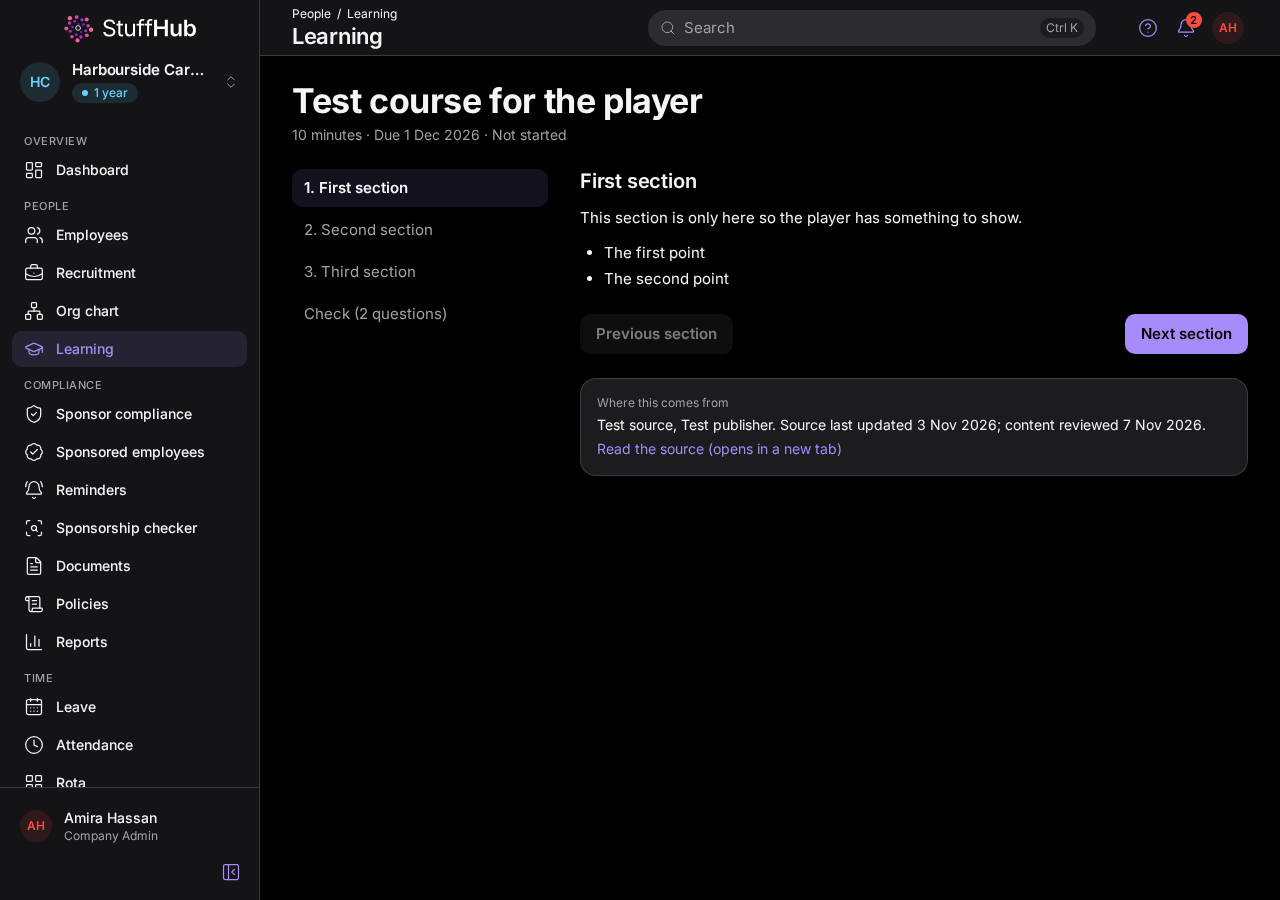 StuffHub
HC
Harbourside Car...
1 year
OVERVIEW
Dashboard
PEOPLE
Employees
Recruitment
Org chart
Learning
COMPLIANCE
Sponsor compliance
Sponsored employees
Reminders
Sponsorship checker
Documents
Policies
Reports
TIME
Leave
Attendance
Rota
AH
Amira Hassan
Company Admin
People / Learning
Learning
Search
Ctrl K
2
AH
Test course for the player
10 minutes · Due 1 Dec 2026 · Not started
1. First section
2. Second section
3. Third section
Check (2 questions)
First section
This section is only here so the player has something to show.
• The first point
• The second point
Previous section
Next section
Where this comes from
Test source, Test publisher. Source last updated 3 Nov 2026; content reviewed 7 Nov 2026.
Read the source (opens in a new tab)